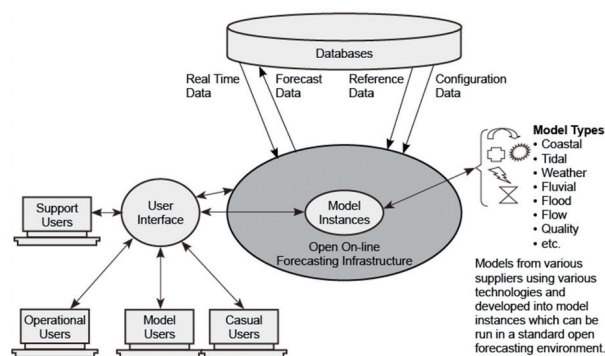 Databases
Real Time
Data
Forecast
Data
Reference
Data
Configuration
Data
Model Types
• Coastal
• Tidal
• Weather
• Fluvial
• Flood
• Flow
• Quality
• etc.
Support
Users
User
Interface
Model
Instances
Open On-line
Forecasting Infrastructure
Models from various
suppliers using various
technologies and
developed into model
instances which can be
run in a standard open
forecasting environment.
Operational
Users
Model
Users
Casual
Users